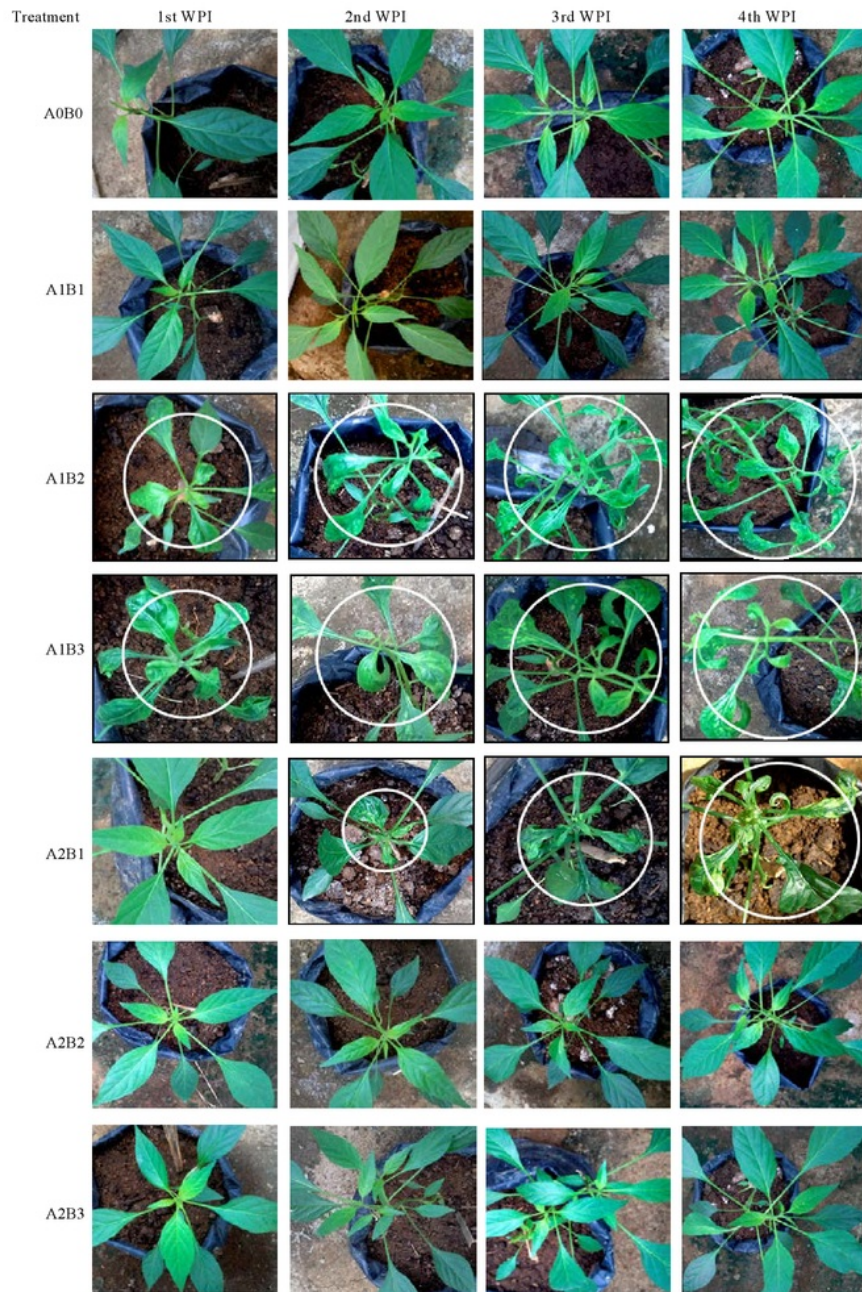 Treatment 1st WPI 2nd WPI 3rd WPI 4th WPI
A0B0
A1B1
A1B2
A1B3
A2B1
A2B2
A2B3